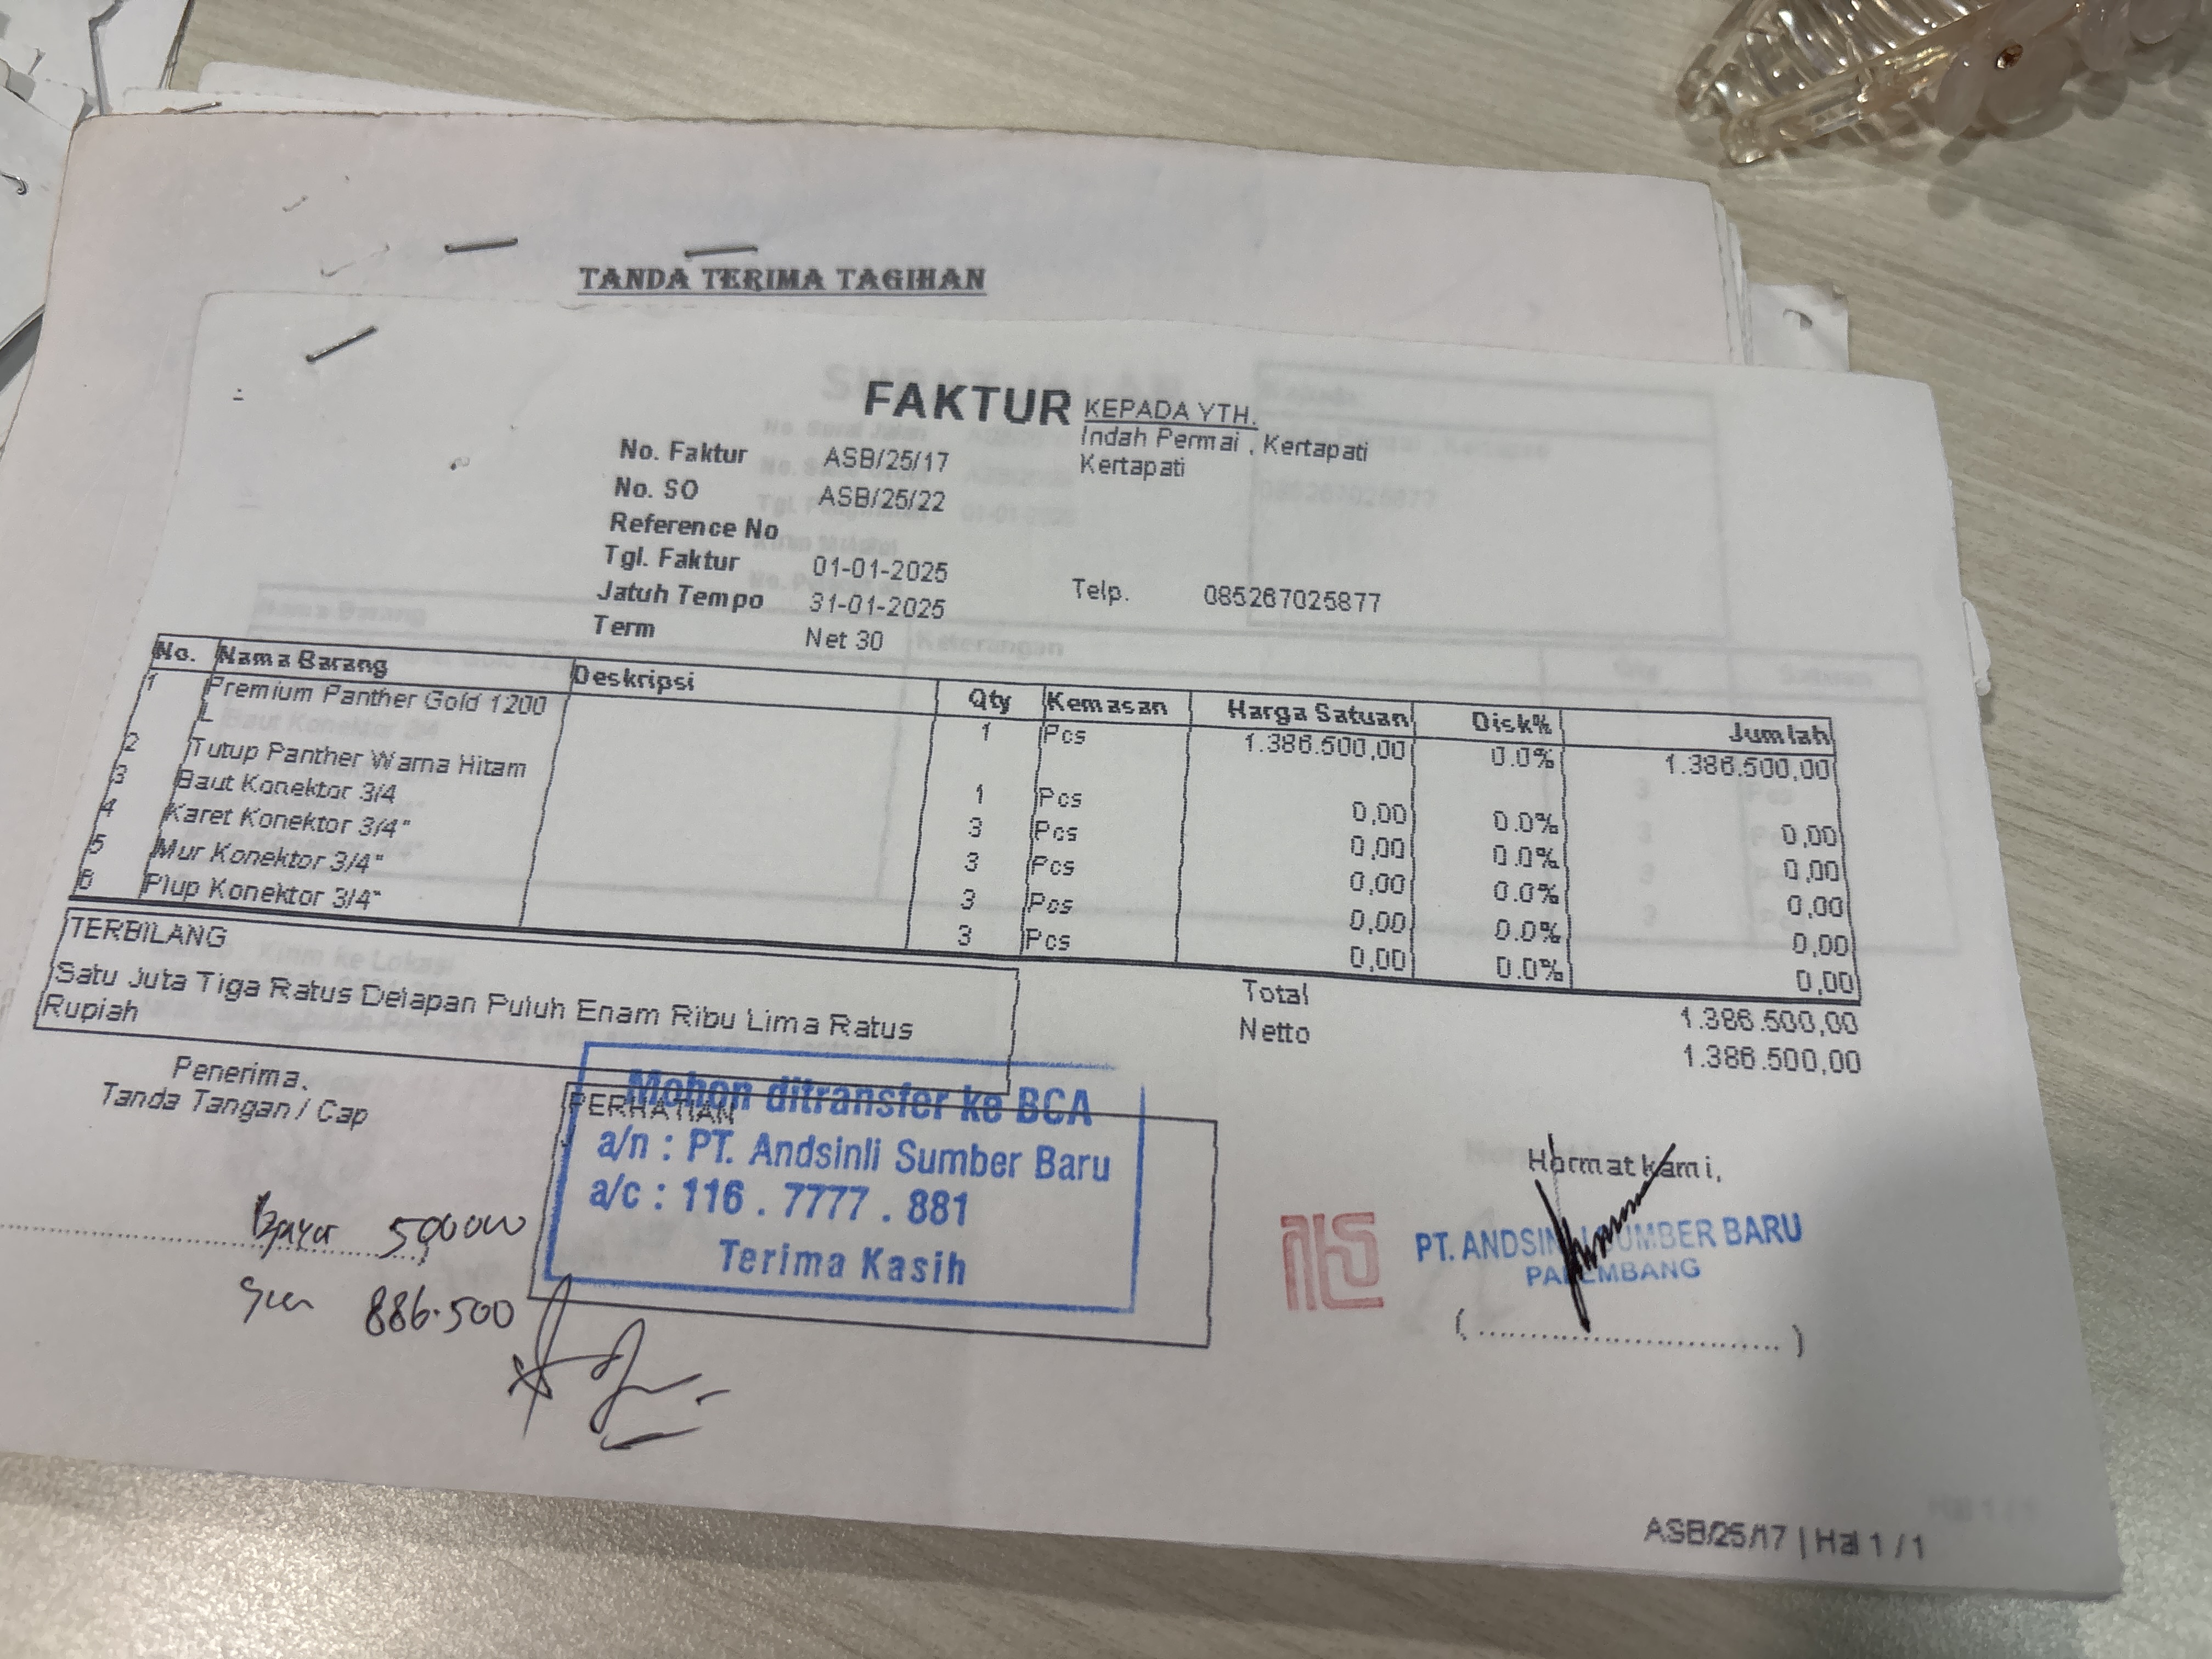 TANDA TERIMA TAGIHAN
FAKTUR
KEPADA YTH.
Indah Permai , Kertapati
Kertapati
No. Faktur ASB/25/17
No. SO ASB/25/22
Reference No
Tgl. Faktur 01-01-2025
Jatuh Tempo 31-01-2025
Term Net 30
Telp. 085267025877
No. Nama Barang Deskripsi Qty Kemasan Harga Satuan Disk% Jumlah
1 Premium Panther Gold 1200 1 Pcs 1.386.500,00 0.0% 1.386.500,00
L
2 Tutup Panther Warna Hitam 1 Pcs 0,00 0.0% 0,00
3 Baut Konektor 3/4 3 Pcs 0,00 0.0% 0,00
4 Karet Konektor 3/4" 3 Pcs 0,00 0.0% 0,00
5 Mur Konektor 3/4" 3 Pcs 0,00 0.0% 0,00
6 Plup Konektor 3/4" 3 Pcs 0,00 0.0% 0,00
TERBILANG
Satu Juta Tiga Ratus Delapan Puluh Enam Ribu Lima Ratus
Rupiah
Total 1.386.500,00
Netto 1.386.500,00
Penerima.
Tanda Tangan / Cap
PERHATIAN
Mohon ditransfer ke BCA
a/n : PT. Andsinli Sumber Baru
a/c : 116 . 7777 . 881
Terima Kasih
Bayar
886.500
Hormat kami,
PT. ANDSINLI SUMBER BARU
PALEMBANG
( .............................. )
ASB/25/17 | Hal 1 / 1